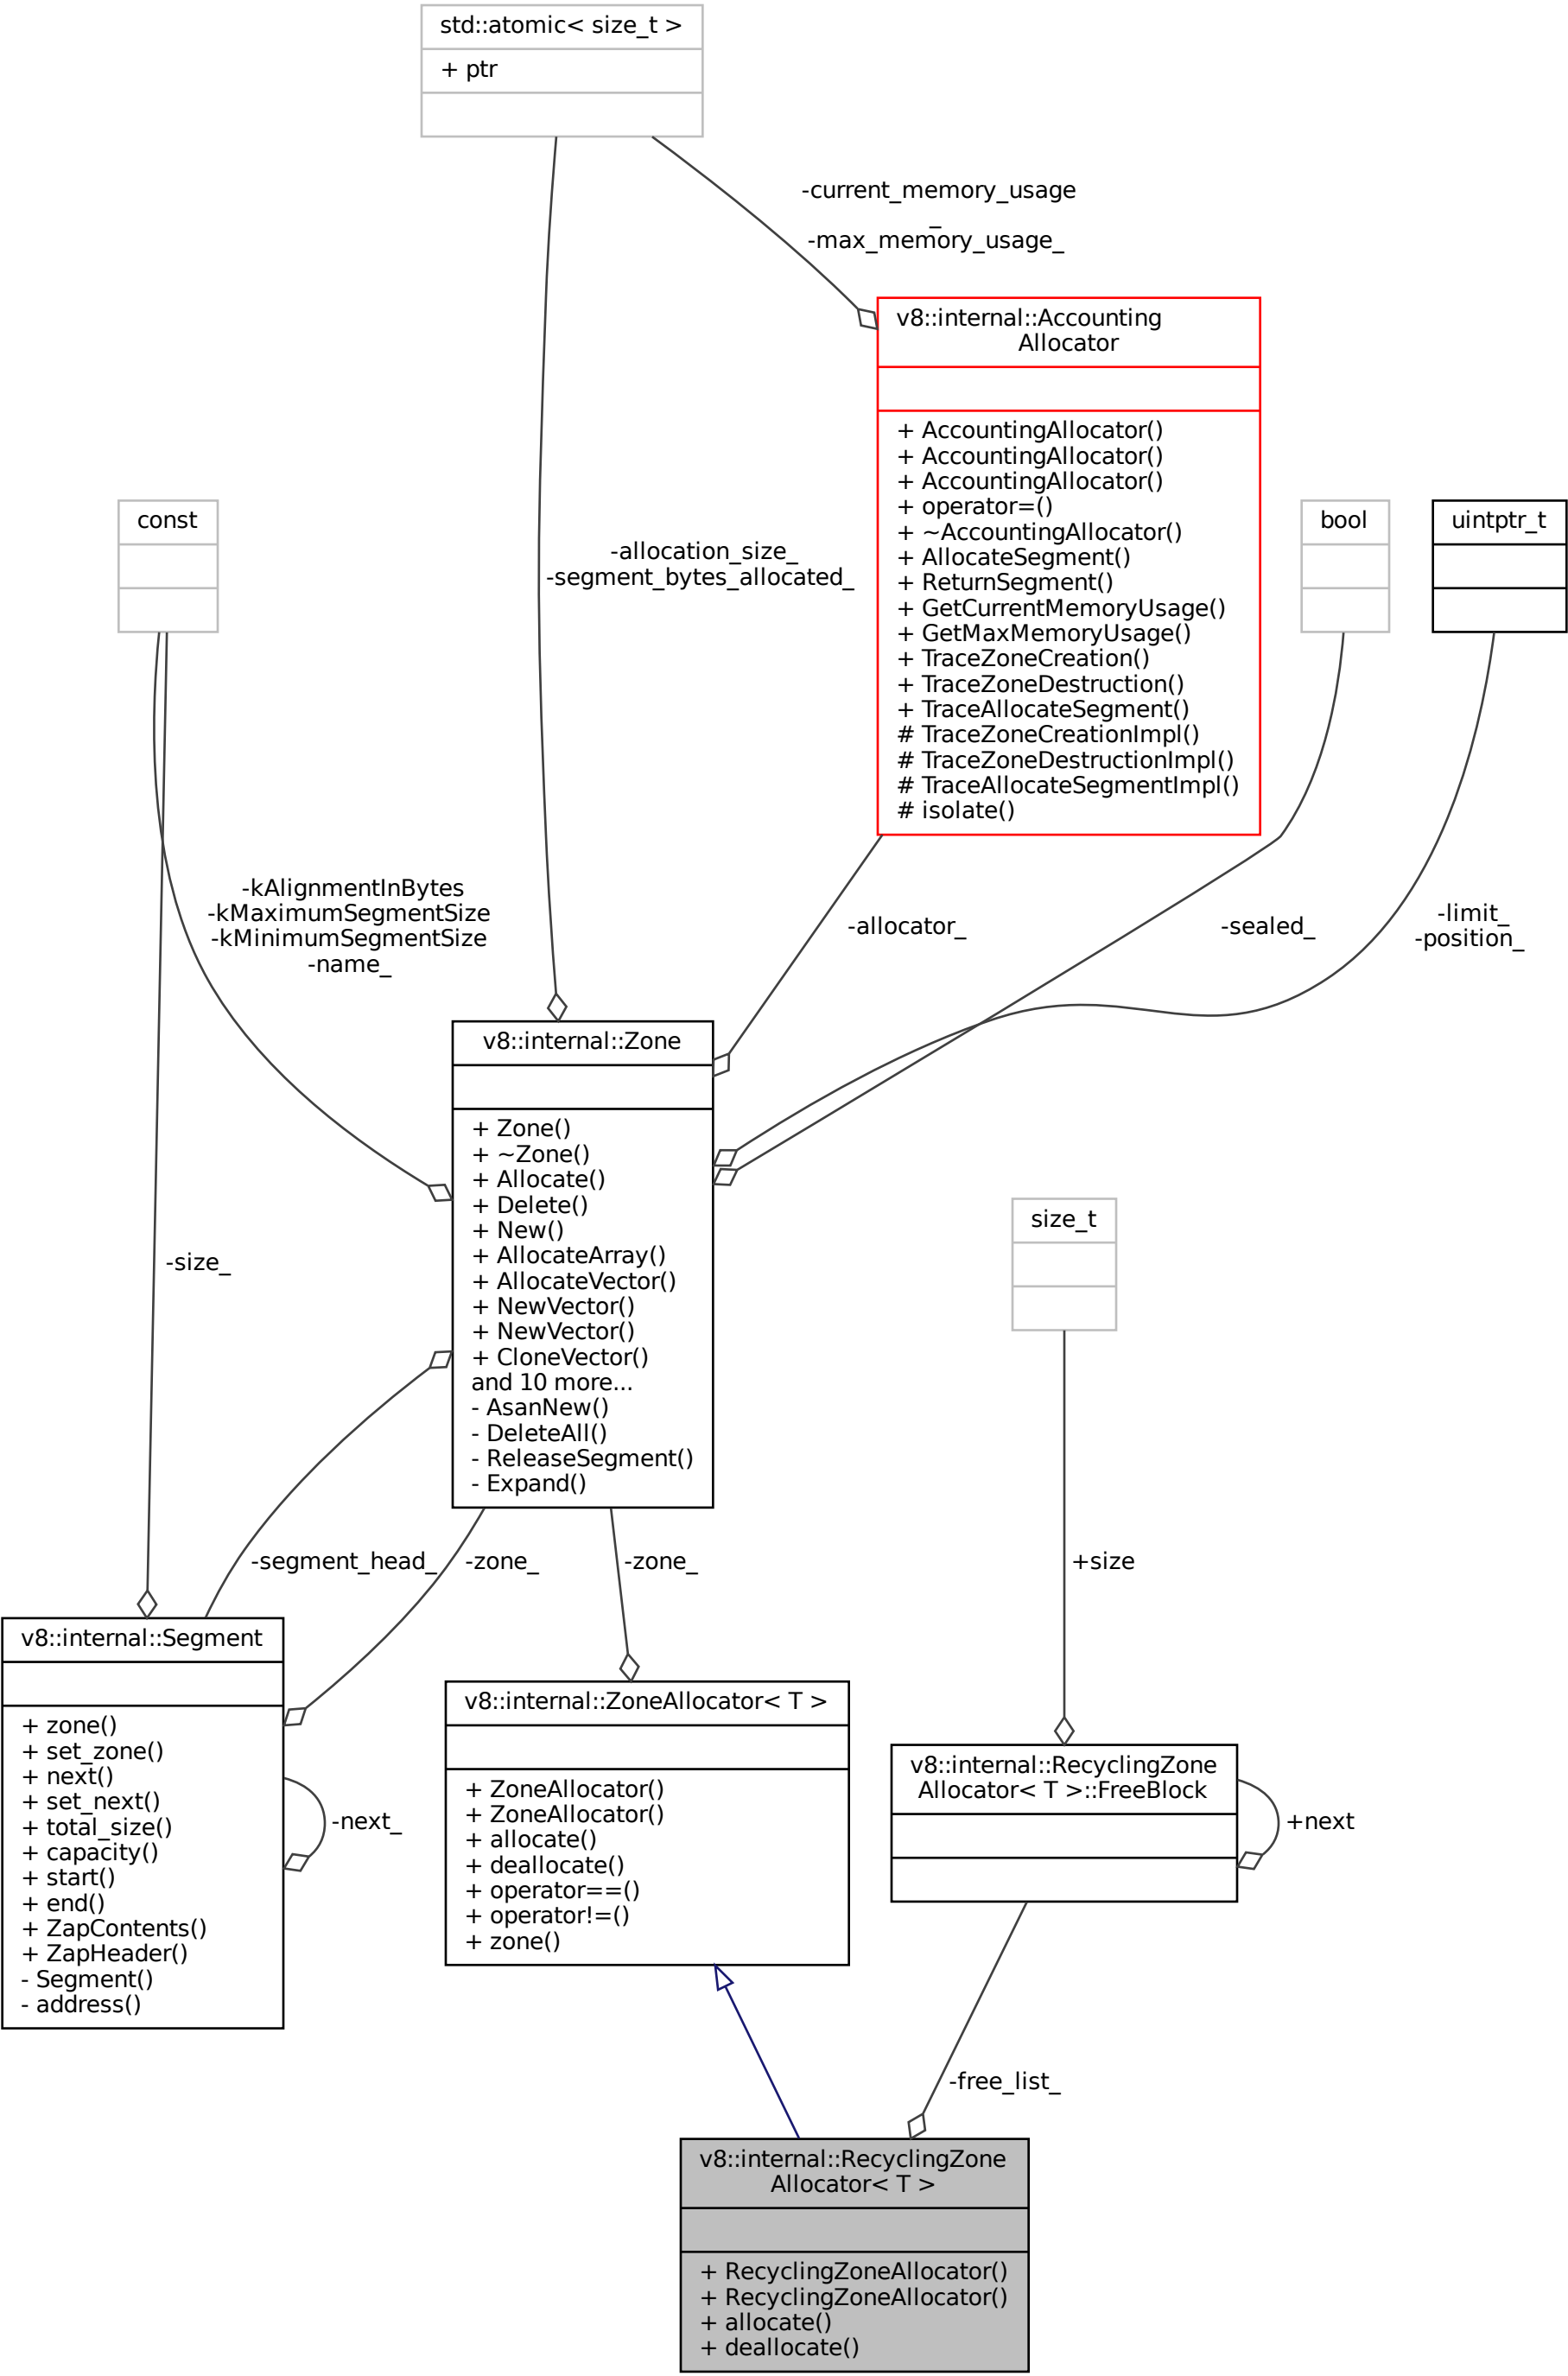 std::atomic< size_t >
+ ptr
-current_memory_usage
_
-max_memory_usage_
v8::internal::Accounting
Allocator
+ AccountingAllocator()
+ AccountingAllocator()
+ AccountingAllocator()
+ operator=()
+ ~AccountingAllocator()
+ AllocateSegment()
+ ReturnSegment()
+ GetCurrentMemoryUsage()
+ GetMaxMemoryUsage()
+ TraceZoneCreation()
+ TraceZoneDestruction()
+ TraceAllocateSegment()
# TraceZoneCreationImpl()
# TraceZoneDestructionImpl()
# TraceAllocateSegmentImpl()
# isolate()
const
bool
uintptr_t
-allocation_size_
-segment_bytes_allocated_
-kAlignmentInBytes
-kMaximumSegmentSize
-kMinimumSegmentSize
-name_
-allocator_
-sealed_
-limit_
-position_
v8::internal::Zone
+ Zone()
+ ~Zone()
+ Allocate()
+ Delete()
+ New()
+ AllocateArray()
+ AllocateVector()
+ NewVector()
+ NewVector()
+ CloneVector()
and 10 more...
- AsanNew()
- DeleteAll()
- ReleaseSegment()
- Expand()
size_t
-size_
-segment_head_
-zone_
-zone_
+size
v8::internal::Segment
+ zone()
+ set_zone()
+ next()
+ set_next()
+ total_size()
+ capacity()
+ start()
+ end()
+ ZapContents()
+ ZapHeader()
- Segment()
- address()
-next_
v8::internal::ZoneAllocator< T >
+ ZoneAllocator()
+ ZoneAllocator()
+ allocate()
+ deallocate()
+ operator==()
+ operator!=()
+ zone()
v8::internal::RecyclingZone
Allocator< T >::FreeBlock
+next
-free_list_
v8::internal::RecyclingZone
Allocator< T >
+ RecyclingZoneAllocator()
+ RecyclingZoneAllocator()
+ allocate()
+ deallocate()